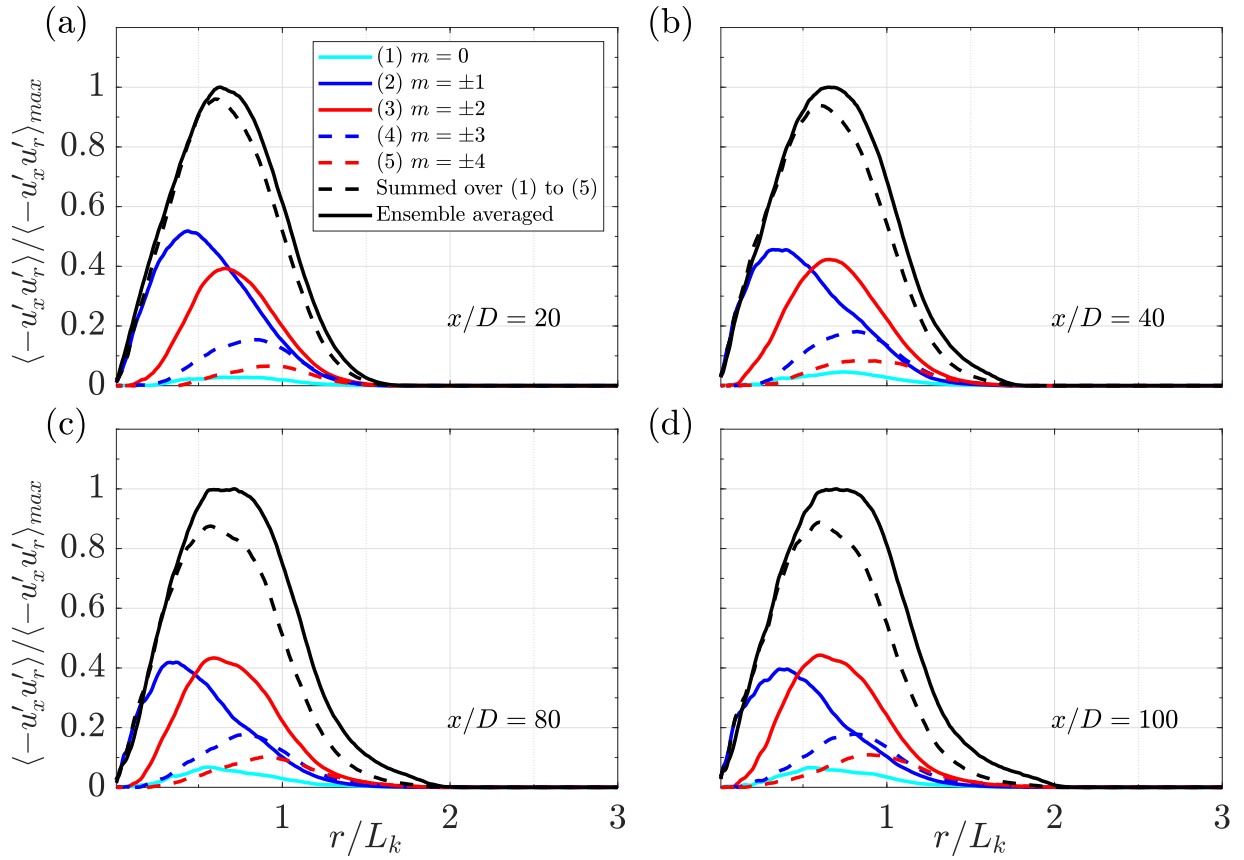 (a)
(b)
⟨−u′ₓu′ᵣ⟩/⟨−u′ₓu′ᵣ⟩max
1
0.8
0.6
0.4
0.2
0
(1) m = 0
(2) m = ±1
(3) m = ±2
(4) m = ±3
(5) m = ±4
Summed over (1) to (5)
Ensemble averaged
x/D = 20
x/D = 40
(c)
(d)
⟨−u′ₓu′ᵣ⟩/⟨−u′ₓu′ᵣ⟩max
1
0.8
0.6
0.4
0.2
0
x/D = 80
x/D = 100
1 2 3
1 2 3
r/Lₖ
r/Lₖ